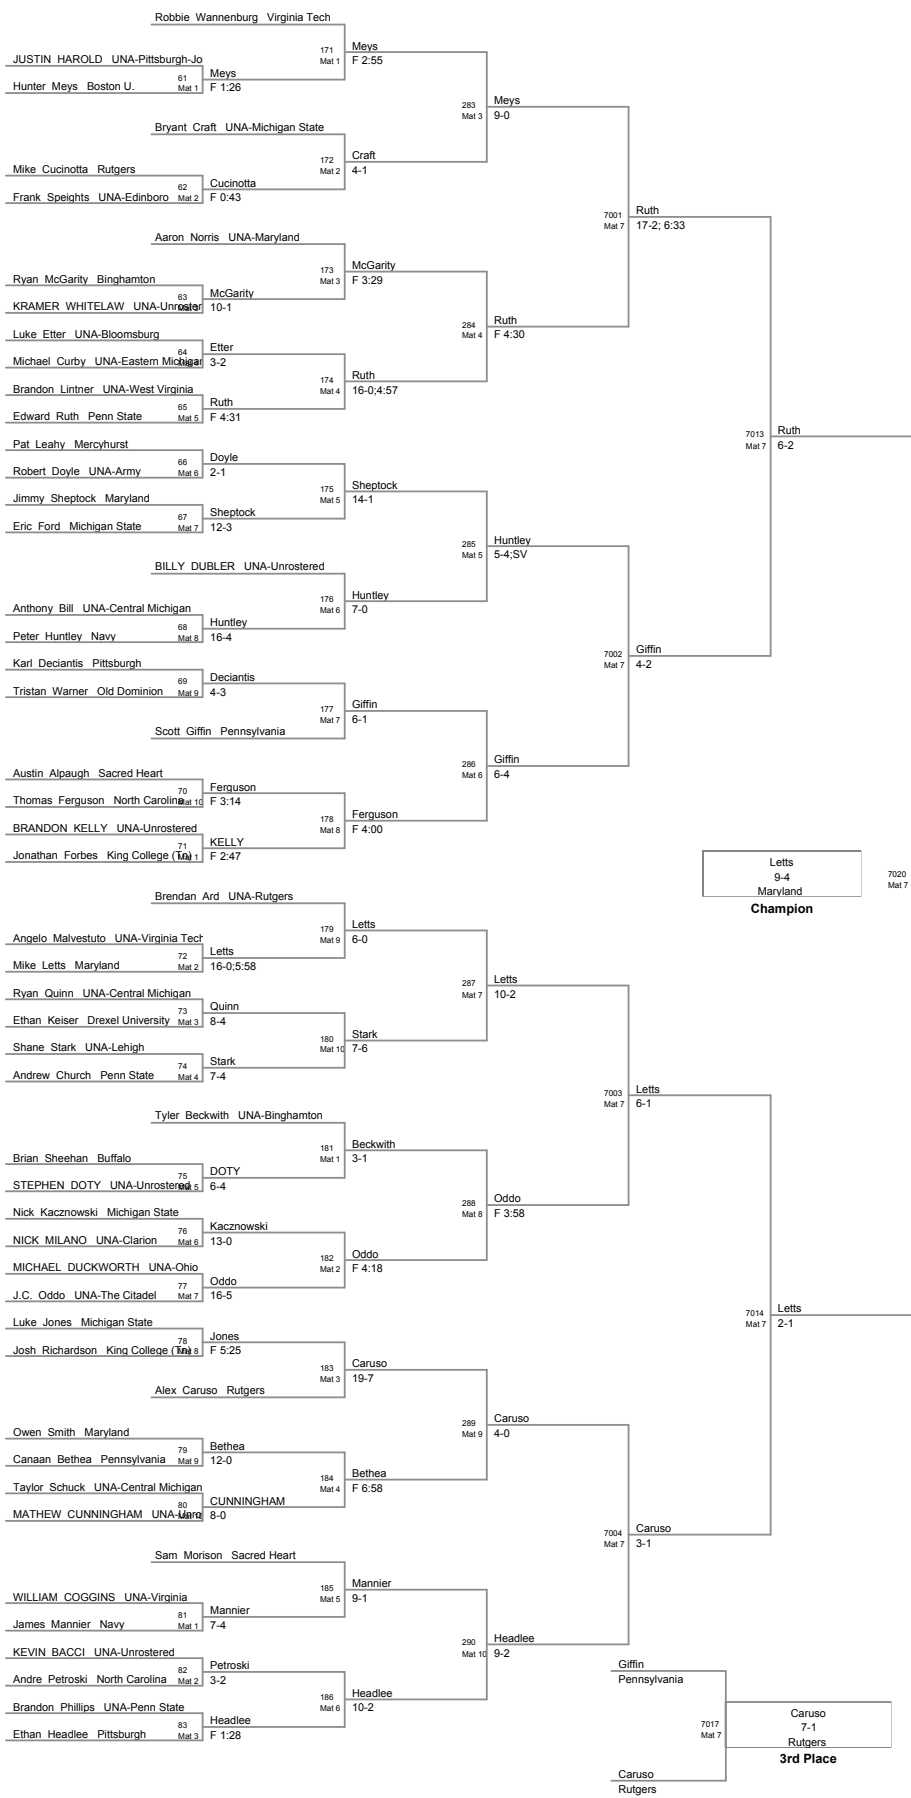 Robbie Wannenburg Virginia Tech
171
Mat 1
Meys
F 2:55
JUSTIN HAROLD UNA-Pittsburgh-Jo
61
Mat 1
Meys
F 1:26
Hunter Meys Boston U.
283
Mat 3
Meys
9-0
Bryant Craft UNA-Michigan State
172
Mat 2
Craft
4-1
Mike Cucinotta Rutgers
62
Mat 2
Cucinotta
F 0:43
Frank Speights UNA-Edinboro
7001
Mat 7
Ruth
17-2; 6:33
Aaron Norris UNA-Maryland
173
Mat 3
McGarity
F 3:29
Ryan McGarity Binghamton
63
McGarity
10-1
KRAMER WHITELAW UNA-Unroster
284
Mat 4
Ruth
F 4:30
Luke Etter UNA-Bloomsburg
64
Etter
3-2
Michael Curby UNA-Eastern Michigan
174
Mat 4
Ruth
16-0;4:57
Brandon Lintner UNA-West Virginia
65
Mat 5
Ruth
F 4:31
Edward Ruth Penn State
7013
Mat 7
Ruth
6-2
Pat Leahy Mercyhurst
66
Mat 6
Doyle
2-1
Robert Doyle UNA-Army
175
Mat 5
Sheptock
14-1
Jimmy Sheptock Maryland
67
Mat 7
Sheptock
12-3
Eric Ford Michigan State
285
Mat 5
Huntley
5-4;SV
BILLY DUBLER UNA-Unrostered
176
Mat 6
Huntley
7-0
Anthony Bill UNA-Central Michigan
68
Mat 8
Huntley
16-4
Peter Huntley Navy
7002
Mat 7
Giffin
4-2
Karl Deciantis Pittsburgh
69
Mat 9
Deciantis
4-3
Tristan Warner Old Dominion
177
Mat 7
Giffin
6-1
Scott Giffin Pennsylvania
286
Mat 6
Giffin
6-4
Austin Alpaugh Sacred Heart
70
Mat 10
Ferguson
F 3:14
Thomas Ferguson North Carolina
178
Mat 8
Ferguson
F 4:00
BRANDON KELLY UNA-Unrostered
71
Mat 1
KELLY
F 2:47
Jonathan Forbes King College (Tn)
Letts
9-4
Maryland
Champion
7020
Mat 7
Brendan Ard UNA-Rutgers
179
Mat 9
Letts
6-0
Angelo Malvestuto UNA-Virginia Tech
72
Mat 2
Letts
16-0;5:58
Mike Letts Maryland
287
Mat 7
Letts
10-2
Ryan Quinn UNA-Central Michigan
73
Mat 3
Quinn
8-4
Ethan Keiser Drexel University
180
Mat 10
Stark
7-6
Shane Stark UNA-Lehigh
74
Mat 4
Stark
7-4
Andrew Church Penn State
7003
Mat 7
Letts
6-1
Tyler Beckwith UNA-Binghamton
181
Mat 1
Beckwith
3-1
Brian Sheehan Buffalo
75
Mat 5
DOTY
6-4
STEPHEN DOTY UNA-Unrostered
288
Mat 8
Oddo
F 3:58
Nick Kacznowski Michigan State
76
Mat 6
Kacznowski
13-0
NICK MILANO UNA-Clarion
182
Mat 2
Oddo
F 4:18
MICHAEL DUCKWORTH UNA-Ohio
77
Mat 7
Oddo
16-5
J.C. Oddo UNA-The Citadel
7014
Mat 7
Letts
2-1
Luke Jones Michigan State
78
Mat 8
Jones
F 5:25
Josh Richardson King College (Tn)
183
Mat 3
Caruso
19-7
Alex Caruso Rutgers
289
Mat 9
Caruso
4-0
Owen Smith Maryland
79
Mat 9
Bethea
12-0
Canaan Bethea Pennsylvania
184
Mat 4
Bethea
F 6:58
Taylor Schuck UNA-Central Michigan
80
CUNNINGHAM
8-0
MATHEW CUNNINGHAM UNA-Unro
7004
Mat 7
Caruso
3-1
Sam Morison Sacred Heart
185
Mat 5
Mannier
9-1
WILLIAM COGGINS UNA-Virginia
81
Mat 1
Mannier
7-4
James Mannier Navy
290
Mat 10
Headlee
9-2
KEVIN BACCI UNA-Unrostered
82
Mat 2
Petroski
3-2
Andre Petroski North Carolina
186
Mat 6
Headlee
10-2
Brandon Phillips UNA-Penn State
83
Mat 3
Headlee
F 1:28
Ethan Headlee Pittsburgh
Giffin
Pennsylvania
7017
Mat 7
Caruso
7-1
Rutgers
3rd Place
Caruso
Rutgers